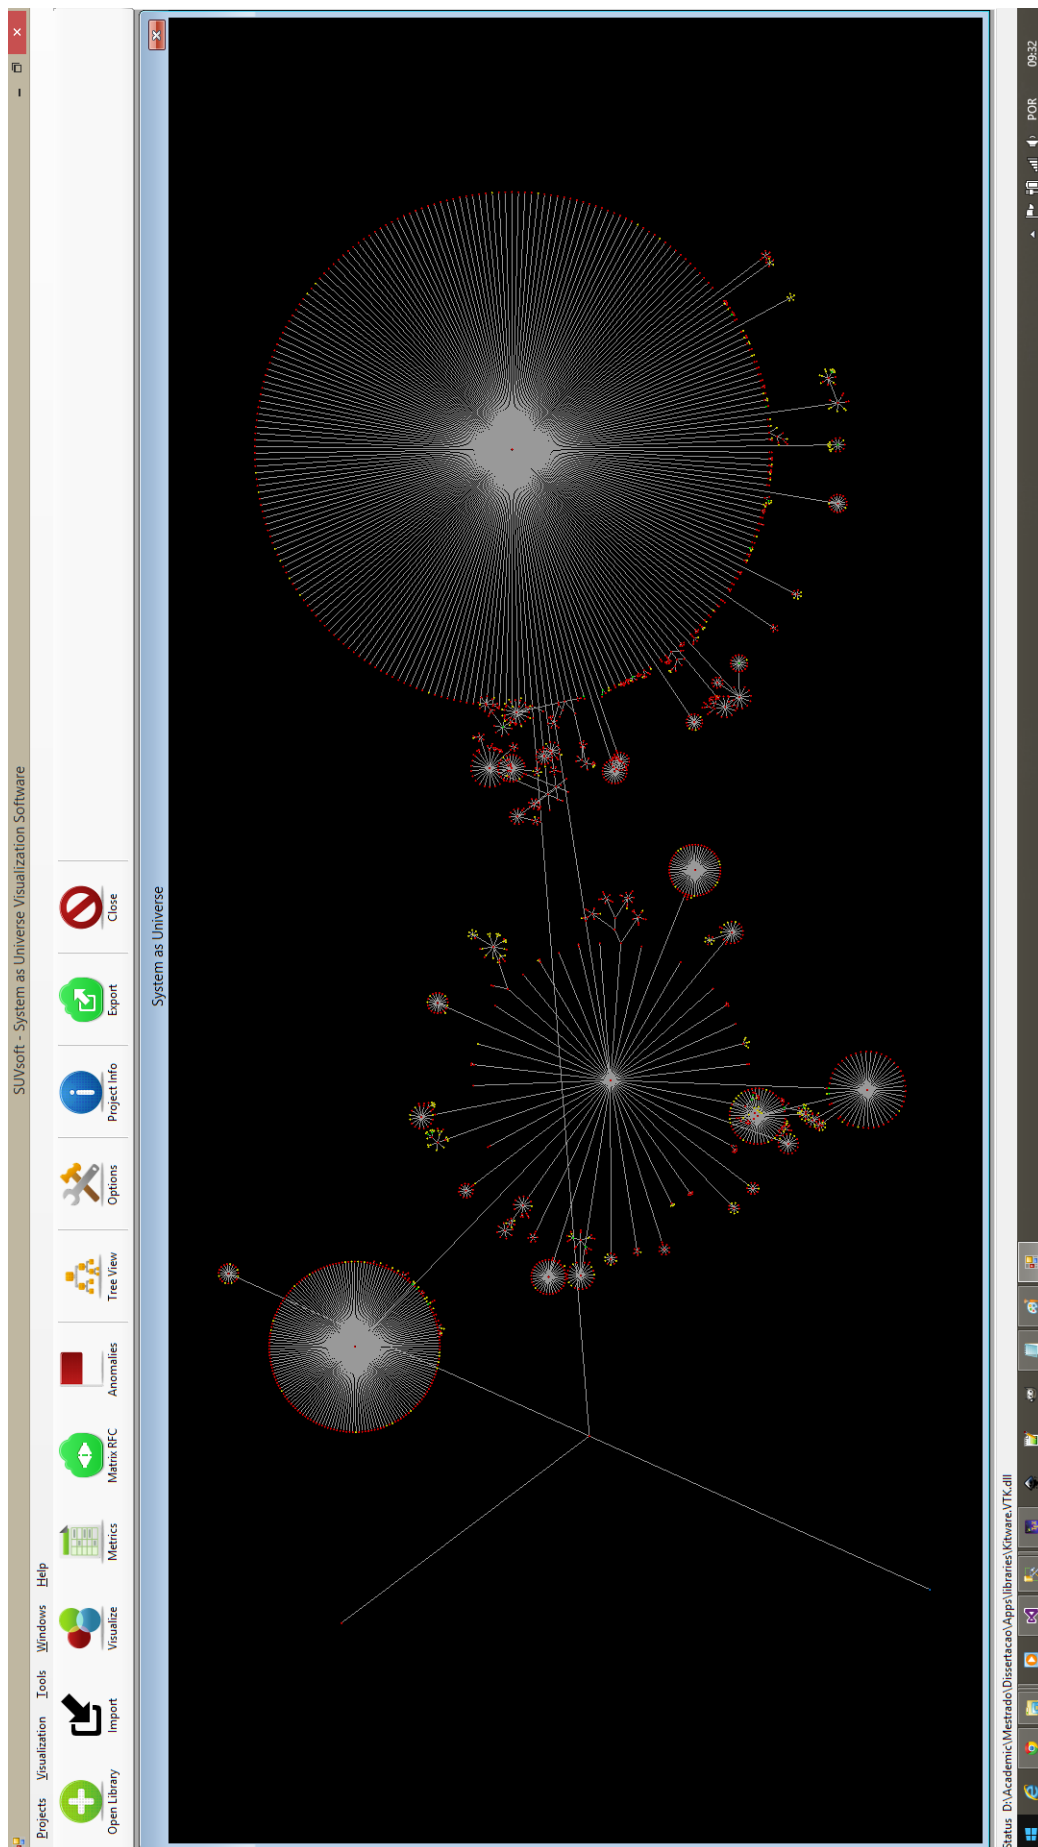 SUVsoft - System as Universe Visualization Software
Projects Visualization Tools Windows Help
Open Library Import Visualize Metrics Matrix RFC Anomalies Tree View Options Project Info Export Close
System as Universe
Status D:\Academic\Mestrado\Dissertacao\Apps\libraries\Kitware.VTK.dll
POR 09:32